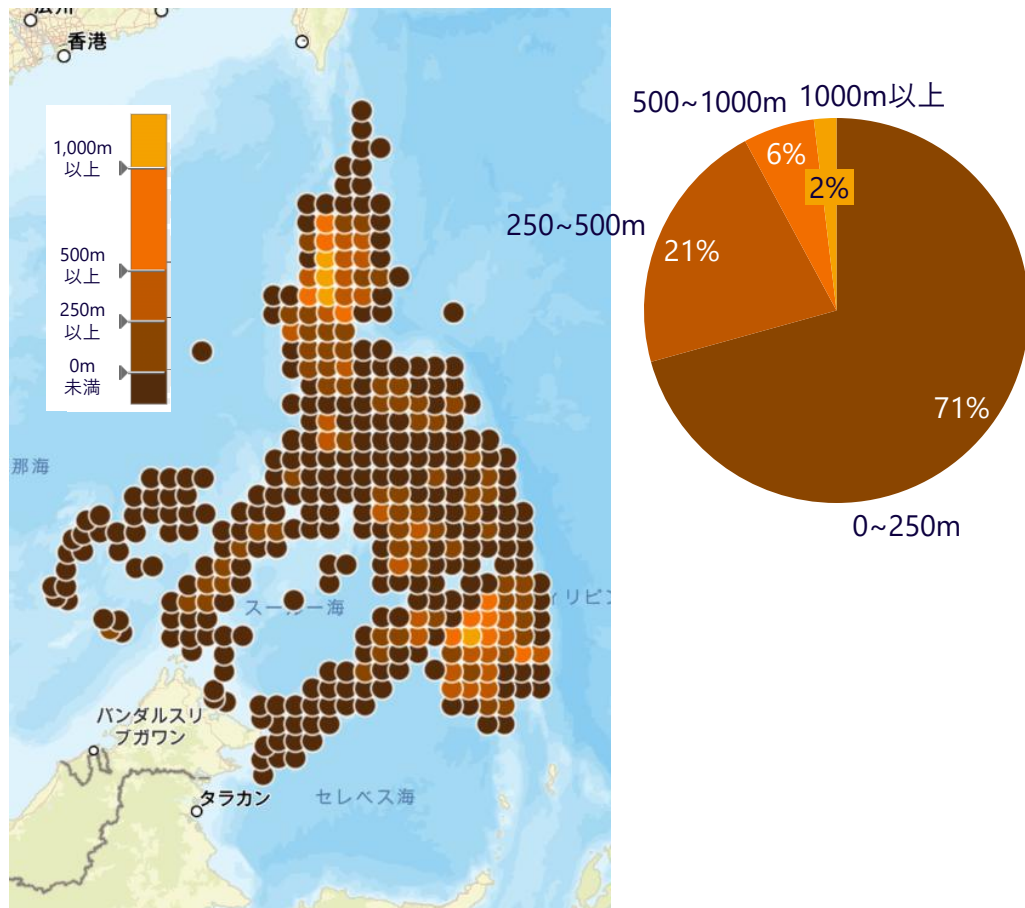 広州
香港
1,000m
以上
500m
以上
250m
以上
0m
未満
那海
スールー海
ィリピン
バンダルスリ
ブガワン
タラカン
セレベス海
500~1000m
1000m以上
6%
2%
250~500m
21%
71%
0~250m